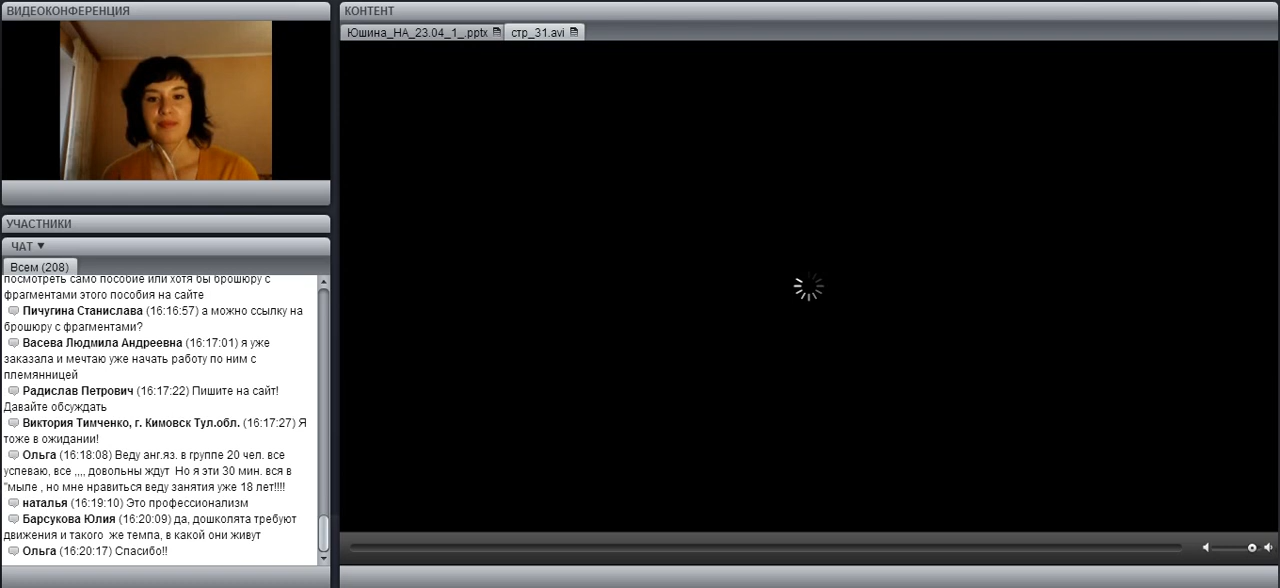 ВИДЕОКОНФЕРЕНЦИЯ
УЧАСТНИКИ
ЧАТ
Всем (208)
посмотреть само пособие или хотя бы брошюру с
фрагментами этого пособия на сайте
Пичугина Станислава (16:16:57) а можно ссылку на
брошюру с фрагментами?
Васева Людмила Андреевна (16:17:01) я уже
заказала и мечтаю уже начать работу по ним с
племянницей
Радислав Петрович (16:17:22) Пишите на сайт!
Давайте обсуждать
Виктория Тимченко, г. Кимовск Тул.обл. (16:17:27) Я
тоже в ожидании!
Ольга (16:18:08) Веду анг.яз. в группе 20 чел. все
успеваю, все ,,,, довольны ждут Но я эти 30 мин. вся в
"мыле , но мне нравиться веду занятия уже 18 лет!!!!
наталья (16:19:10) Это профессионализм
Барсукова Юлия (16:20:09) да, дошколята требуют
движения и такого же темпа, в какой они живут
Ольга (16:20:17) Спасибо!!
КОНТЕНТ
Юшина_НА_23.04_1_.pptx
стр_31.avi